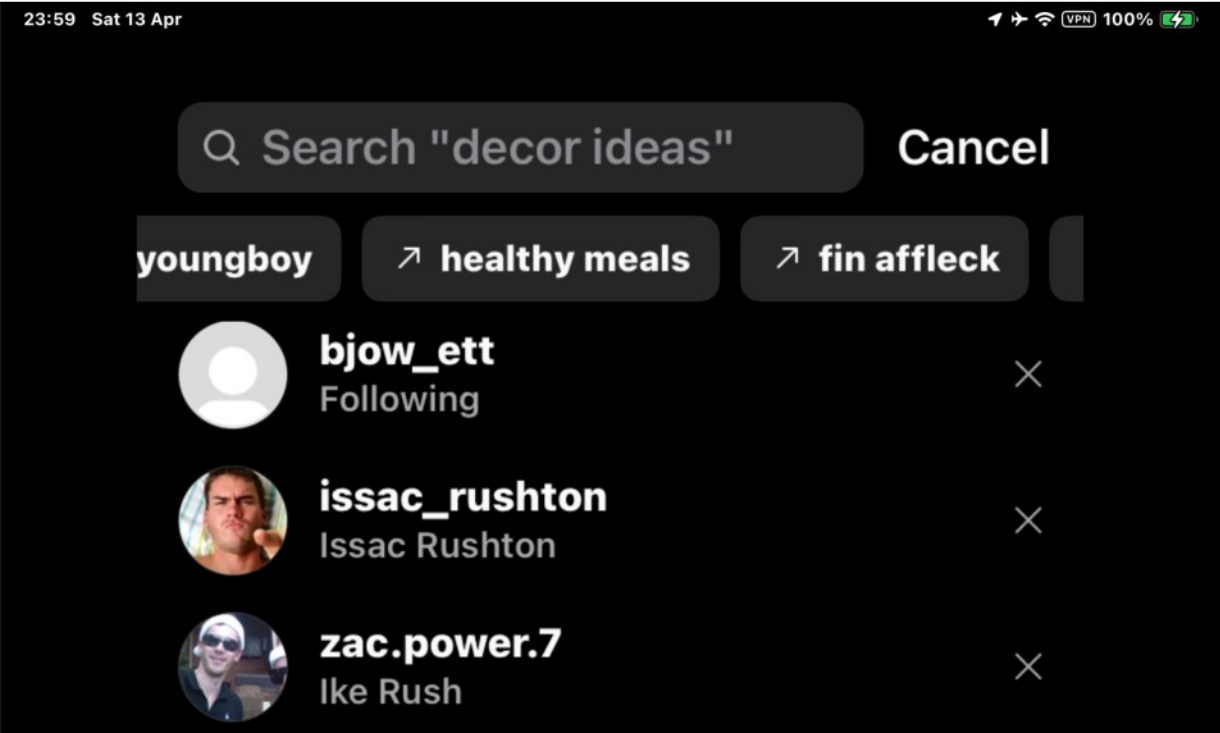 23:59 Sat 13 Apr VPN 100%
Search "decor ideas" Cancel
youngboy healthy meals fin affleck
bjow_ett
Following
issac_rushton
Issac Rushton
zac.power.7
Ike Rush